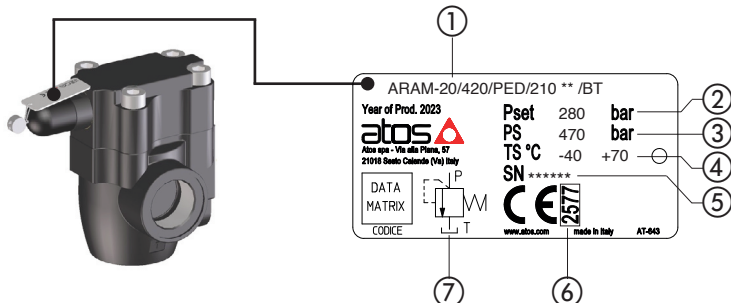 ①
ARAM-20/420/PED/210 ** /BT
Year of Prod. 2023
atos
Atos spa - Via alla Piana, 57
21018 Sesto Calende (Va) Italy
Pset 280 bar ②
PS 470 bar ③
TS °C -40 +70 ④
SN ****** ⑤
DATA
MATRIX
CODICE
P
T
CE 2577
www.atos.com made in Italy AT-643
⑦ ⑥